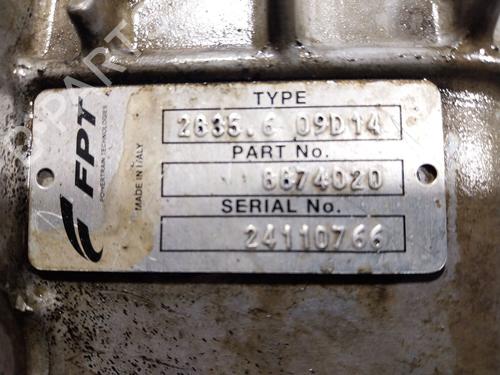 FPT
POWERTRAIN TECHNOLOGIES
MADE IN ITALY
TYPE
2835.6 09D14
PART No.
8874020
SERIAL No.
24110766